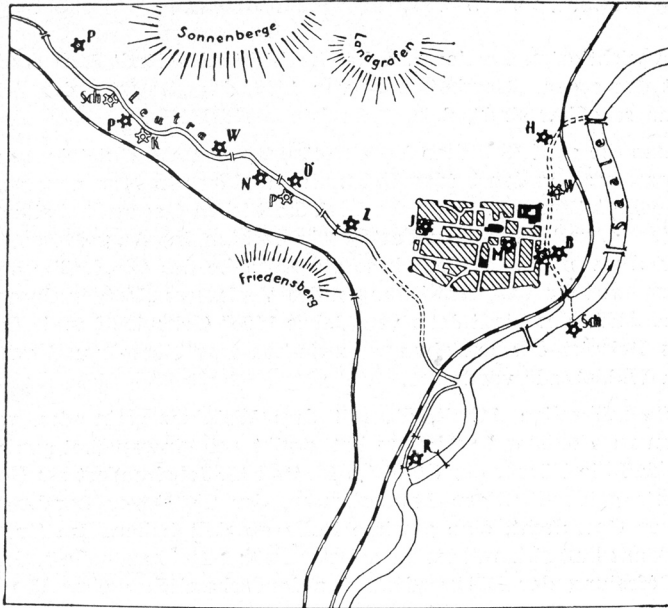 Sonnenberge
Landgrafen
P
Sch
Leutra
P
K
W
H
N
Ö
P
Z
J
M
B
T
Saale
Friedensberg
Sch
R